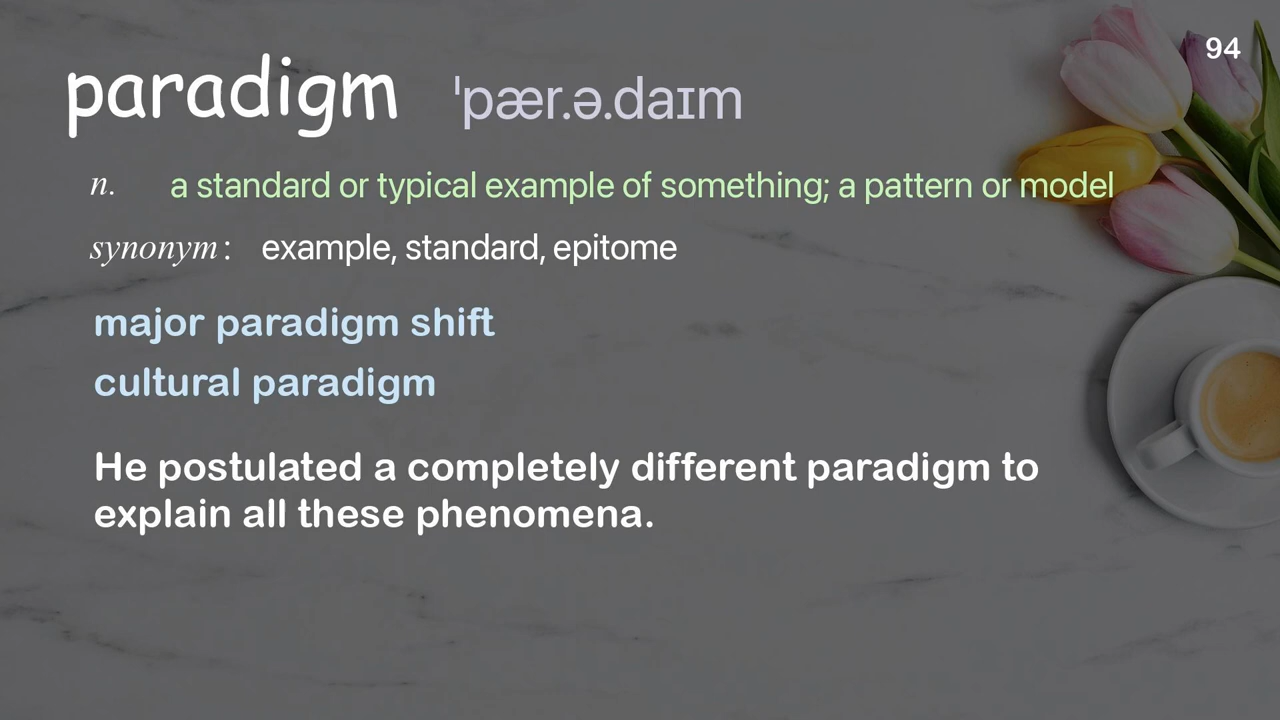 94
paradigm ˈpær.ə.daɪm
n. a standard or typical example of something; a pattern or model
synonym: example, standard, epitome
major paradigm shift
cultural paradigm
He postulated a completely different paradigm to
explain all these phenomena.